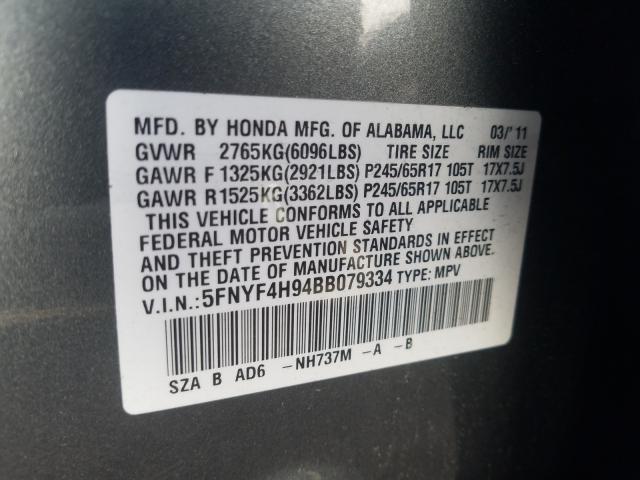 MFD. BY HONDA MFG. OF ALABAMA, LLC 03/'11
GVWR 2765KG(6096LBS) TIRE SIZE RIM SIZE
GAWR F 1325KG(2921LBS) P245/65R17 105T 17X7.5J
GAWR R1525KG(3362LBS) P245/65R17 105T 17X7.5J
THIS VEHICLE CONFORMS TO ALL APPLICABLE
FEDERAL MOTOR VEHICLE SAFETY
AND THEFT PREVENTION STANDARDS IN EFFECT
ON THE DATE OF MANUFACTURE SHOWN ABOVE.
V.I.N.:5FNYF4H94BB079334 TYPE: MPV
SZA B AD6 -NH737M -A -B